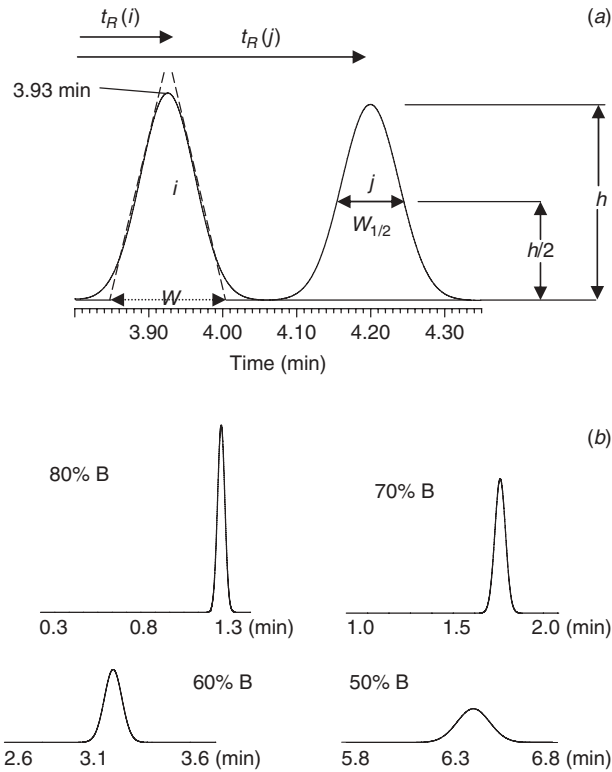 t_R (i)
(a)
t_R (j)
3.93 min
i
j
W_{1/2}
h
h/2
W
3.90 4.00 4.10 4.20 4.30
Time (min)
(b)
80% B
70% B
0.3 0.8 1.3 (min)
1.0 1.5 2.0 (min)
60% B
50% B
2.6 3.1 3.6 (min)
5.8 6.3 6.8 (min)